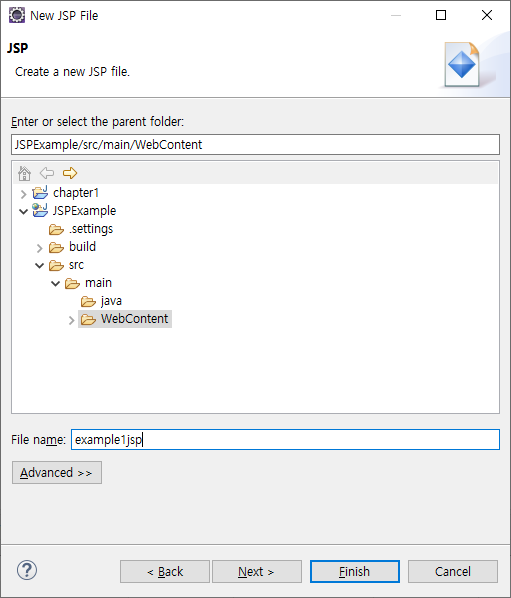 New JSP File
JSP
Create a new JSP file.
Enter or select the parent folder:
JSPExample/src/main/WebContent
chapter1
JSPExample
.settings
build
src
main
java
WebContent
File name: example1jsp
Advanced >>
? < Back Next > Finish Cancel